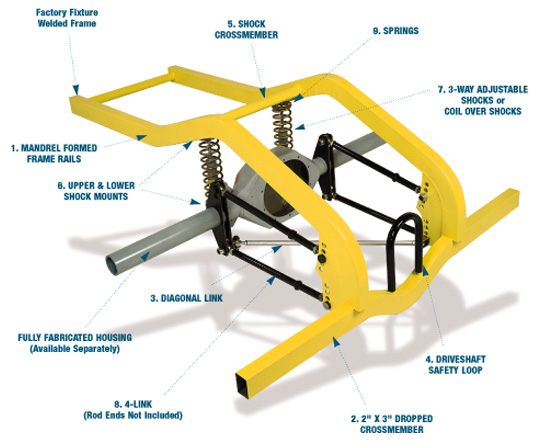 Factory Fixture
Welded Frame
5. SHOCK
CROSSMEMBER
9. SPRINGS
7. 3-WAY ADJUSTABLE
SHOCKS or
COIL OVER SHOCKS
1. MANDREL FORMED
FRAME RAILS
6. UPPER & LOWER
SHOCK MOUNTS
3. DIAGONAL LINK
FULLY FABRICATED HOUSING
(Available Separately)
4. DRIVESHAFT
SAFETY LOOP
8. 4-LINK
(Rod Ends Not Included)
2. 2" X 3" DROPPED
CROSSMEMBER